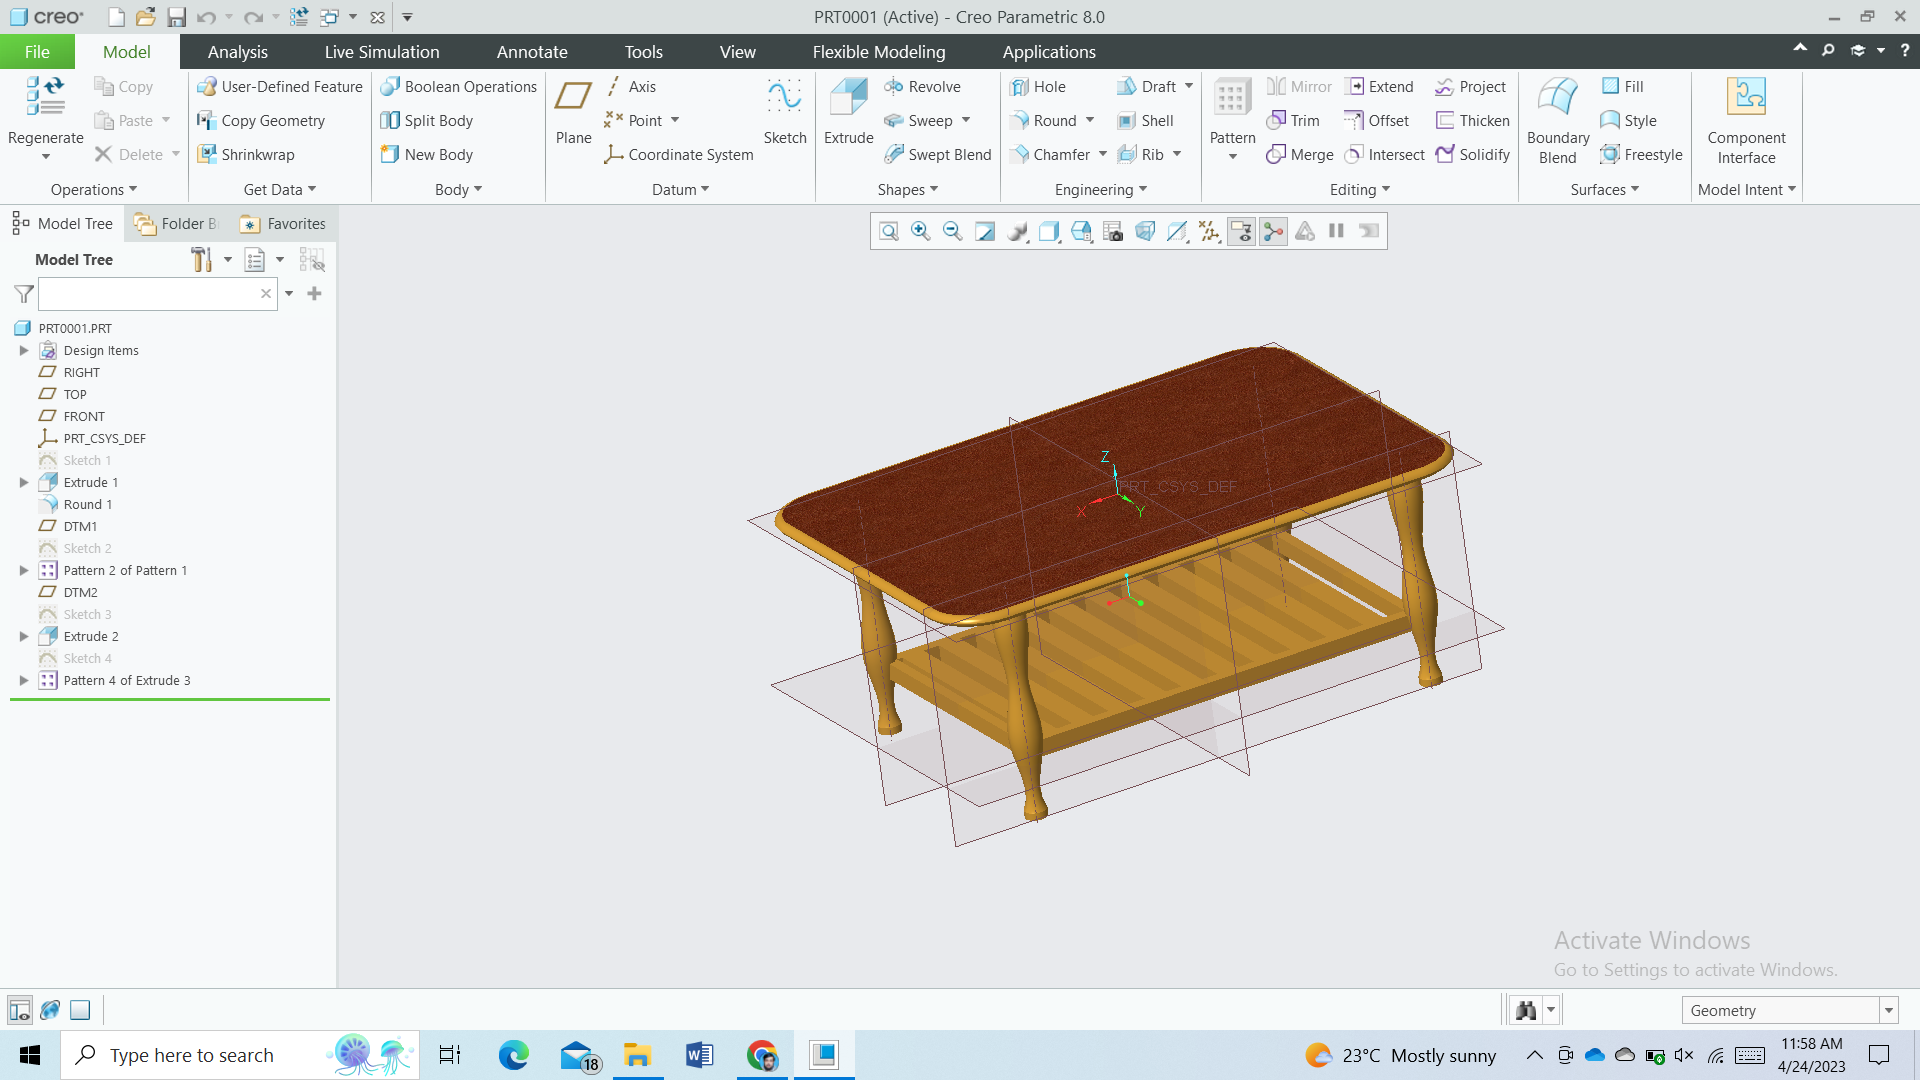 creo® PRT0001 (Active) - Creo Parametric 8.0
File Model Analysis Live Simulation Annotate Tools View Flexible Modeling Applications
Copy User-Defined Feature Boolean Operations Axis Revolve Hole Draft Mirror Extend Project Fill
Paste Copy Geometry Split Body Point Sweep Round Shell Trim Offset Thicken Style
Regenerate Plane Sketch Extrude Pattern Boundary Blend Component Interface
Delete Shrinkwrap New Body Coordinate System Swept Blend Chamfer Rib Merge Intersect Solidify Freestyle
Operations Get Data Body Datum Shapes Engineering Editing Surfaces Model Intent
Model Tree Folder B Favorites
Model Tree
PRT0001.PRT
Design Items
RIGHT
TOP
FRONT
PRT_CSYS_DEF
Sketch 1
Extrude 1
Round 1
DTM1
Sketch 2
Pattern 2 of Pattern 1
DTM2
Sketch 3
Extrude 2
Sketch 4
Pattern 4 of Extrude 3
Z
PRT_CSYS_DEF
X Y
Activate Windows
Go to Settings to activate Windows.
Geometry
Type here to search 18 23°C Mostly sunny 11:58 AM
4/24/2023